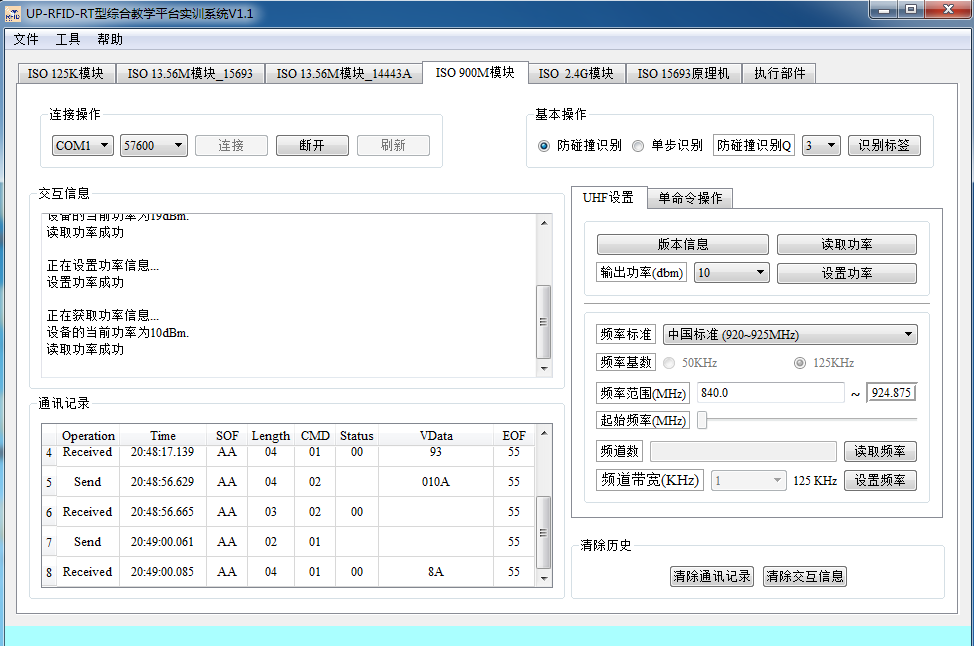 UP-RFID-RT型综合教学平台实训系统V1.1
文件 工具 帮助
ISO 125K模块 ISO 13.56M模块_15693 ISO 13.56M模块_14443A ISO 900M模块 ISO 2.4G模块 ISO 15693原理机 执行部件
连接操作
COM1 57600 连接 断开 刷新
基本操作
防碰撞识别 单步识别 防碰撞识别Q 3 识别标签
交互信息
设备的当前功率为19dBm.
读取功率成功
正在设置功率信息...
设置功率成功
正在获取功率信息...
设备的当前功率为10dBm.
读取功率成功
通讯记录
Operation Time SOF Length CMD Status VData EOF
4 Received 20:48:17.139 AA 04 01 00 93 55
5 Send 20:48:56.629 AA 04 02 010A 55
6 Received 20:48:56.665 AA 03 02 00 55
7 Send 20:49:00.061 AA 02 01 55
8 Received 20:49:00.085 AA 04 01 00 8A 55
UHF设置 单命令操作
版本信息 读取功率
输出功率(dbm) 10 设置功率
频率标准 中国标准 (920~925MHz)
频率基数 50KHz 125KHz
频率范围(MHz) 840.0 ~ 924.875
起始频率(MHz)
频道数 读取频率
频道带宽(KHz) 1 125 KHz 设置频率
清除历史
清除通讯记录 清除交互信息